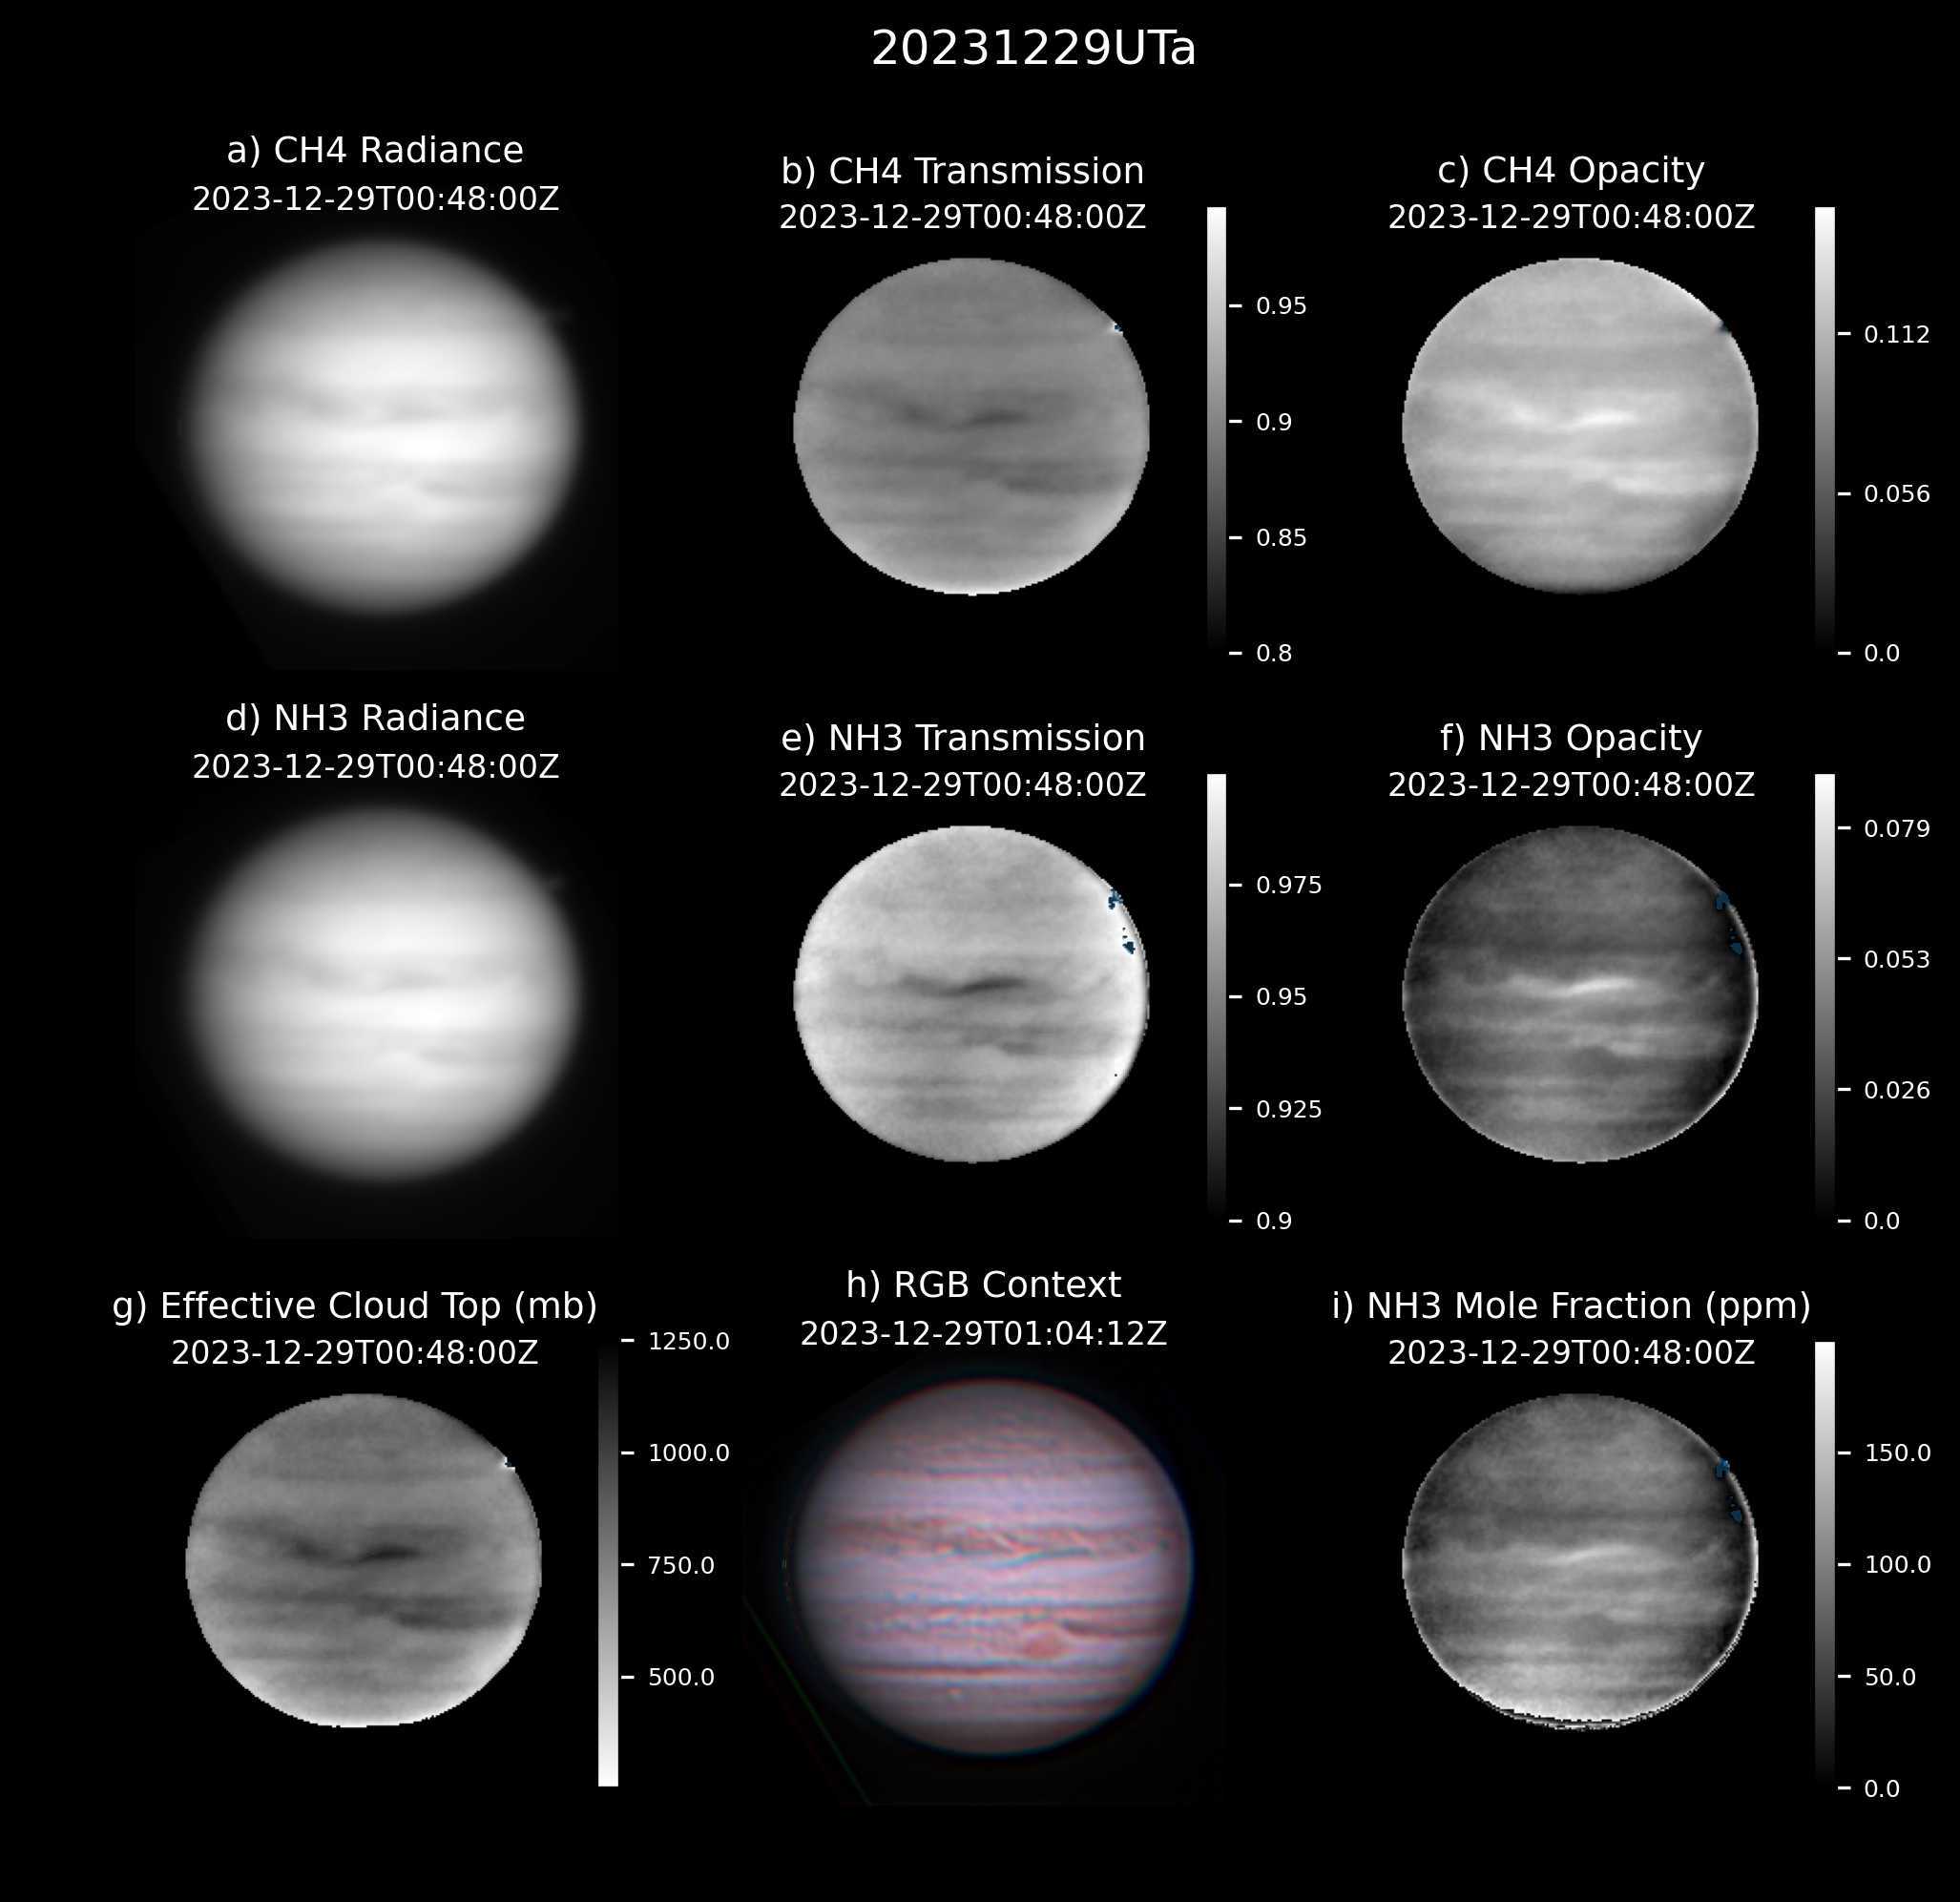 20231229UTa
a) CH4 Radiance
2023-12-29T00:48:00Z
b) CH4 Transmission
2023-12-29T00:48:00Z
0.95
0.9
0.85
0.8
c) CH4 Opacity
2023-12-29T00:48:00Z
0.112
0.056
0.0
d) NH3 Radiance
2023-12-29T00:48:00Z
e) NH3 Transmission
2023-12-29T00:48:00Z
0.975
0.95
0.925
0.9
f) NH3 Opacity
2023-12-29T00:48:00Z
0.079
0.053
0.026
0.0
g) Effective Cloud Top (mb)
2023-12-29T00:48:00Z
1250.0
1000.0
750.0
500.0
h) RGB Context
2023-12-29T01:04:12Z
i) NH3 Mole Fraction (ppm)
2023-12-29T00:48:00Z
150.0
100.0
50.0
0.0